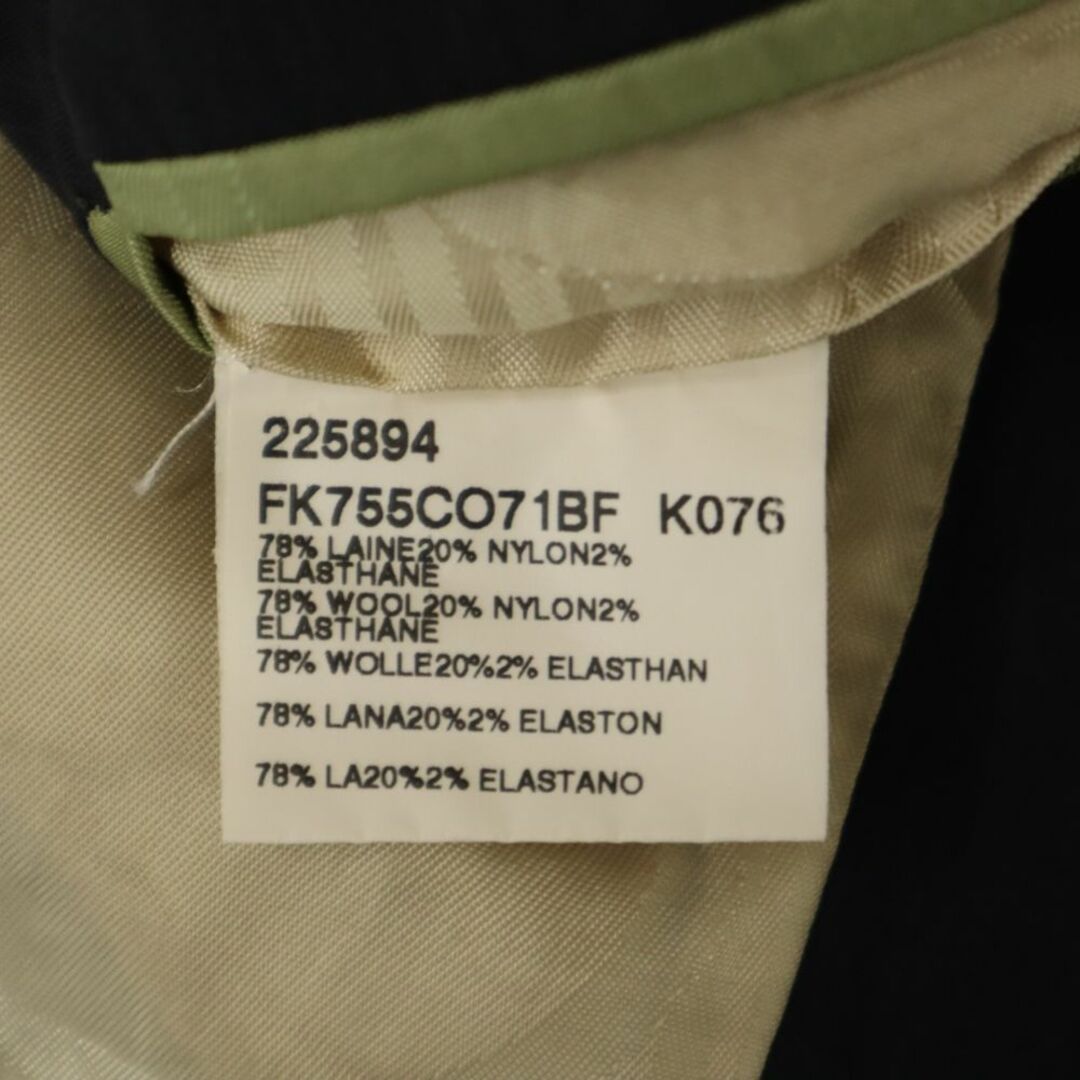 225894
FK755CO71BF K076
78% LAINE20% NYLON2%
ELASTHANE
78% WOOL20% NYLON2%
ELASTHANE
78% WOLLE20%2% ELASTHAN
78% LANA20%2% ELASTON
78% LA20%2% ELASTANO